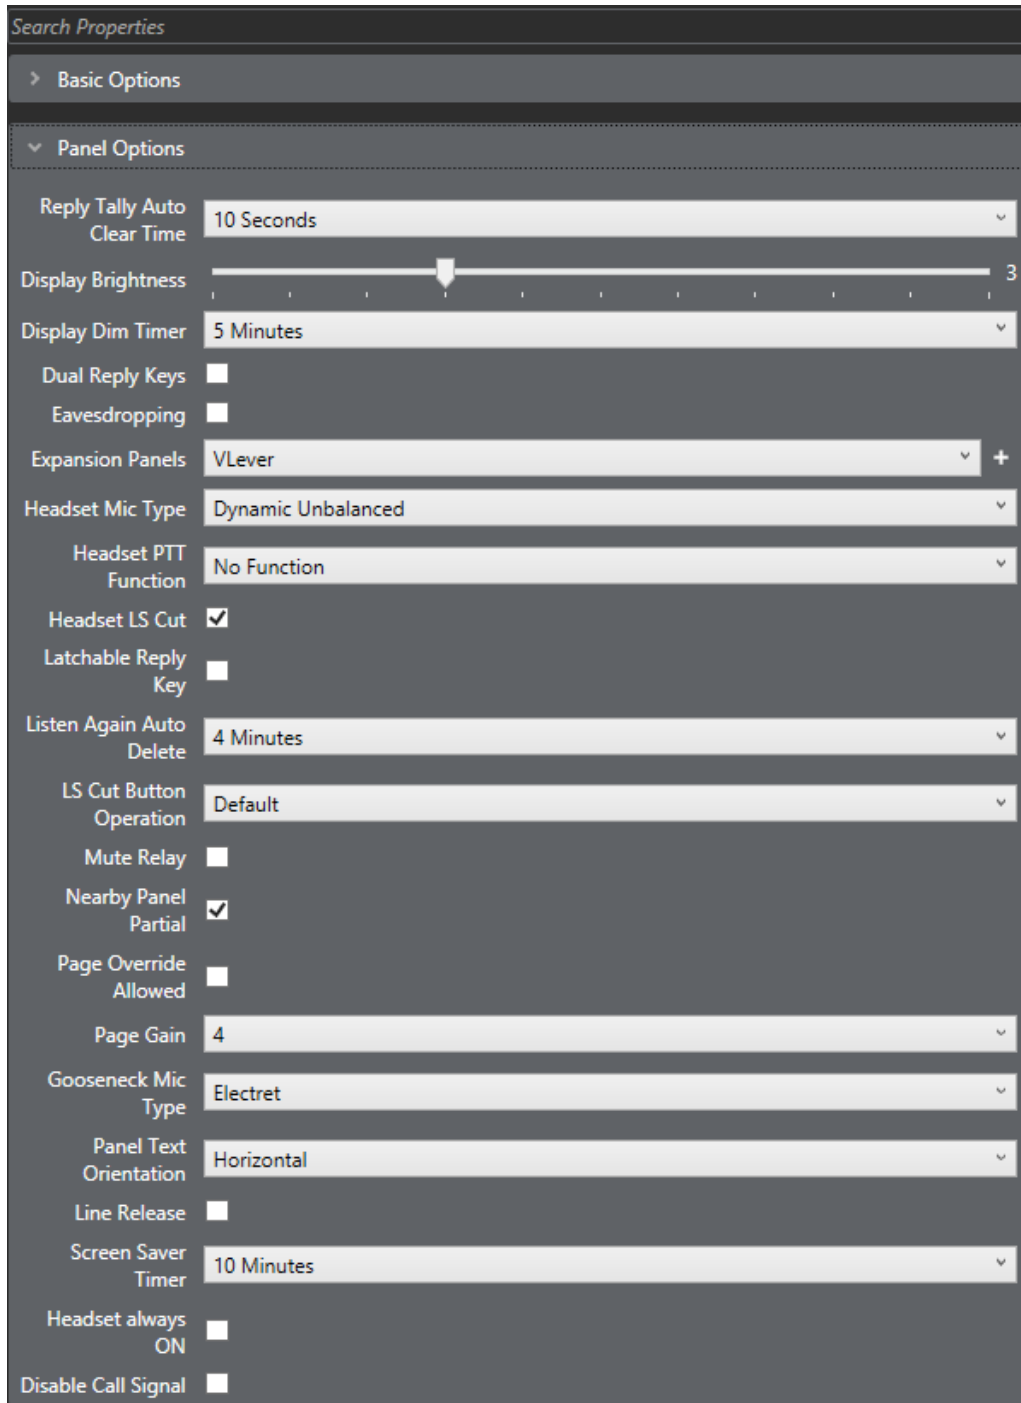 Search Properties
Basic Options
Panel Options
Reply Tally Auto
Clear Time
10 Seconds
Display Brightness
3
Display Dim Timer
5 Minutes
Dual Reply Keys
Eavesdropping
Expansion Panels
VLever
+
Headset Mic Type
Dynamic Unbalanced
Headset PTT
Function
No Function
Headset LS Cut
Latchable Reply
Key
Listen Again Auto
Delete
4 Minutes
LS Cut Button
Operation
Default
Mute Relay
Nearby Panel
Partial
Page Override
Allowed
Page Gain
4
Gooseneck Mic
Type
Electret
Panel Text
Orientation
Horizontal
Line Release
Screen Saver
Timer
10 Minutes
Headset always
ON
Disable Call Signal